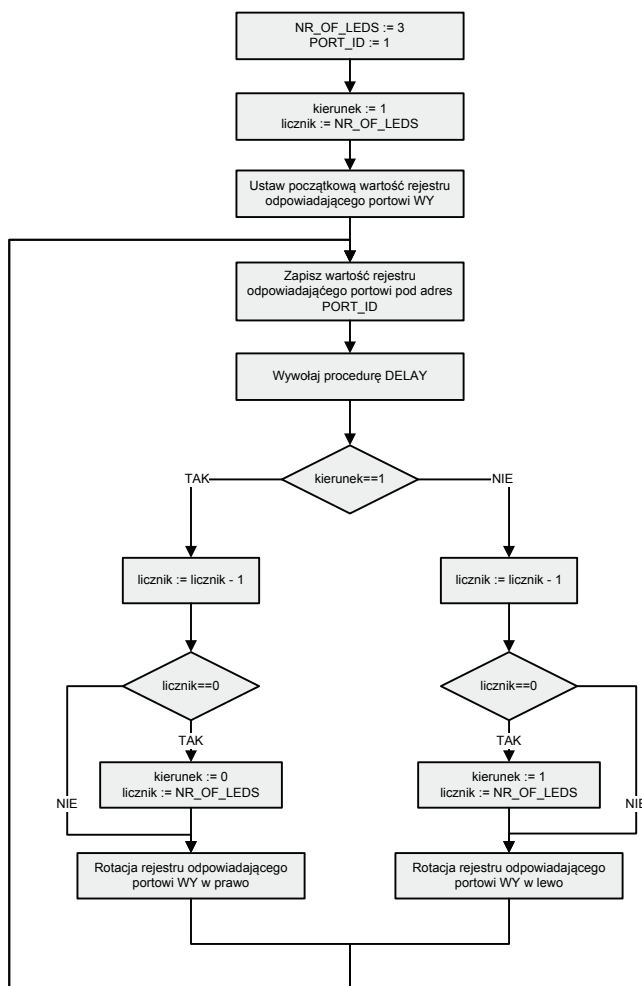 NR_OF_LEDS := 3
PORT_ID := 1
kierunek := 1
licznik := NR_OF_LEDS
Ustaw początkową wartość rejestru
odpowiadającego portowi WY
Zapisz wartość rejestru
odpowiadająćego portowi pod adres
PORT_ID
Wywołaj procedurę DELAY
kierunek==1
TAK
NIE
licznik := licznik - 1
licznik := licznik - 1
licznik==0
licznik==0
TAK
TAK
kierunek := 0
licznik := NR_OF_LEDS
kierunek := 1
licznik := NR_OF_LEDS
NIE
NIE
Rotacja rejestru odpowiadającego
portowi WY w prawo
Rotacja rejestru odpowiadającego
portowi WY w lewo